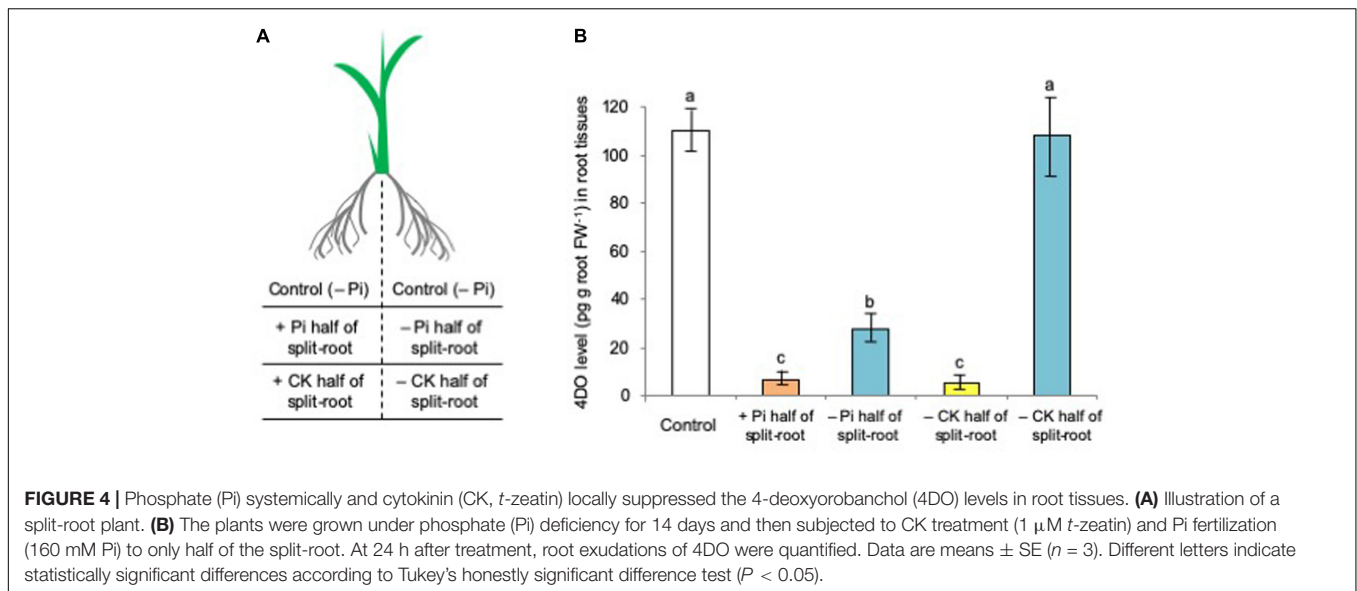 A
Control (– Pi) Control (– Pi)
+ Pi half of split-root – Pi half of split-root
+ CK half of split-root – CK half of split-root
B
4DO level (pg g root FW-1) in root tissues
120
100
80
60
40
20
0
a
c
b
c
a
Control
+ Pi half of split-root
– Pi half of split-root
– CK half of split-root
– CK half of split-root
FIGURE 4 | Phosphate (Pi) systemically and cytokinin (CK, t-zeatin) locally suppressed the 4-deoxyorobanchol (4DO) levels in root tissues. (A) Illustration of a
split-root plant. (B) The plants were grown under phosphate (Pi) deficiency for 14 days and then subjected to CK treatment (1 μM t-zeatin) and Pi fertilization
(160 mM Pi) to only half of the split-root. At 24 h after treatment, root exudations of 4DO were quantified. Data are means ± SE (n = 3). Different letters indicate
statistically significant differences according to Tukey's honestly significant difference test (P < 0.05).